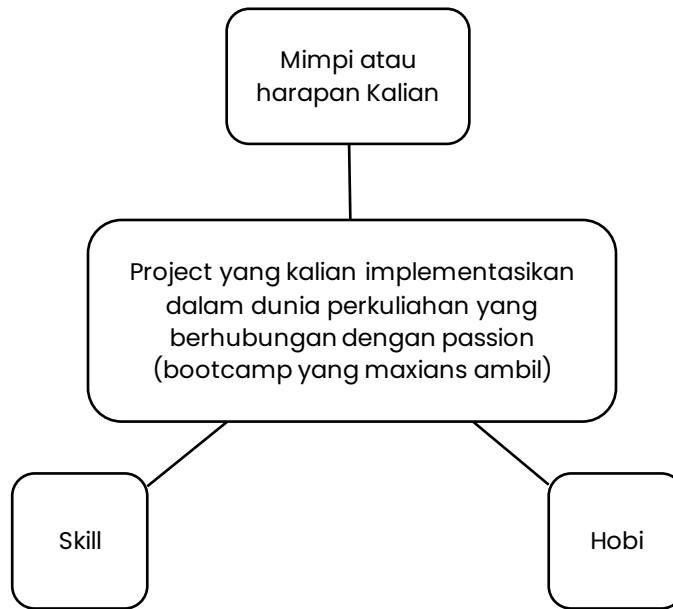 Mimpi atau
harapan Kalian
Project yang kalian implementasikan
dalam dunia perkuliahan yang
berhubungan dengan passion
(bootcamp yang maxians ambil)
Skill
Hobi